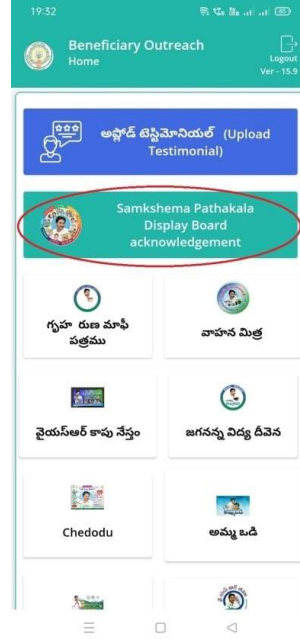 19:32
Beneficiary Outreach
Home
Logout
Ver - 15.9
అప్లోడ్ టెస్టిమోనియల్ (Upload
Testimonial)
Samkshema Pathakala
Display Board
acknowledgement
గృహ రుణ మాఫీ
పత్రము
వాహన మిత్ర
వైయస్ఆర్ కాపు నేస్తం
జగనన్న విద్య దీవెన
Chedodu
అమ్మ ఒడి